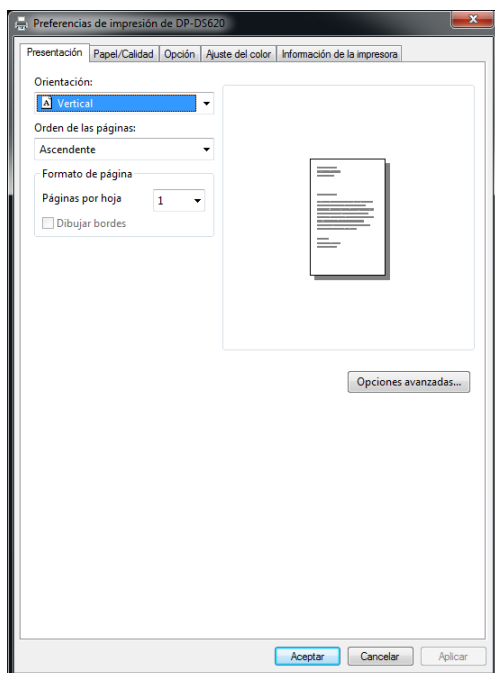 Preferencias de impresión de DP-DS620
Presentación Papel/Calidad Opción Ajuste del color Información de la impresora
Orientación:
A Vertical
Orden de las páginas:
Ascendente
Formato de página
Páginas por hoja 1
Dibujar bordes
Opciones avanzadas...
Aceptar Cancelar Aplicar